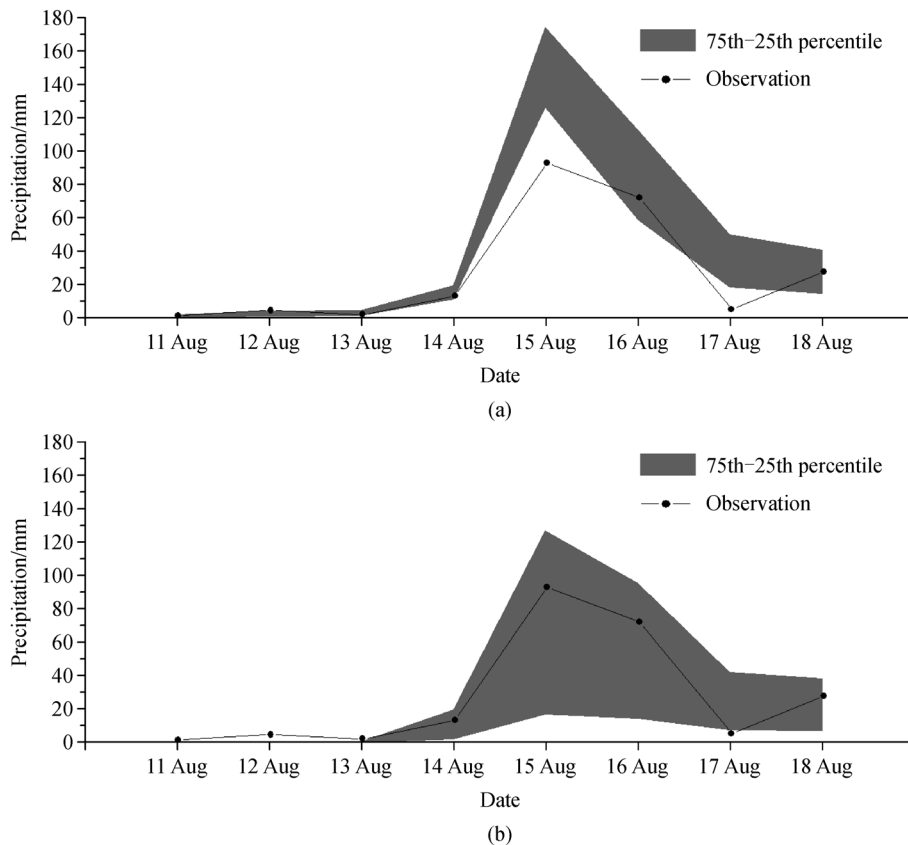 180
160
140
120
100
80
60
40
20
0
Precipitation/mm
75th−25th percentile
Observation
11 Aug 12 Aug 13 Aug 14 Aug 15 Aug 16 Aug 17 Aug 18 Aug
Date
(a)
180
160
140
120
100
80
60
40
20
0
Precipitation/mm
75th−25th percentile
Observation
11 Aug 12 Aug 13 Aug 14 Aug 15 Aug 16 Aug 17 Aug 18 Aug
Date
(b)